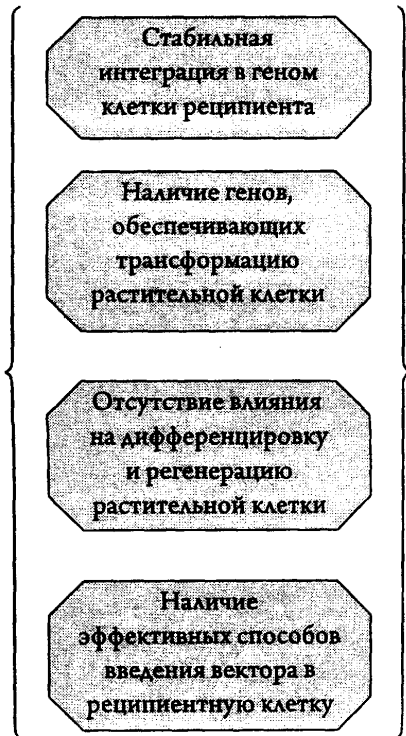 Стабильная
интеграция в геном
клетки реципиента
Наличие генов,
обеспечивающих
трансформацию
растительной клетки
Отсутствие влияния
на дифференцировку
и регенерацию
растительной клетки
Наличие
эффективных способов
введения вектора в
реципиентную клетку